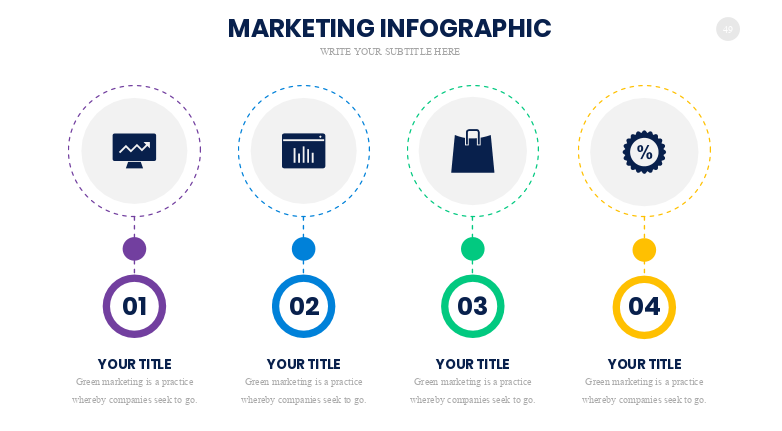 MARKETING INFOGRAPHIC
WRITE YOUR SUBTITLE HERE
%
01
02
03
04
YOUR TITLE
Green marketing is a practice
whereby companies seek to go.
YOUR TITLE
Green marketing is a practice
whereby companies seek to go.
YOUR TITLE
Green marketing is a practice
whereby companies seek to go.
YOUR TITLE
Green marketing is a practice
whereby companies seek to go.